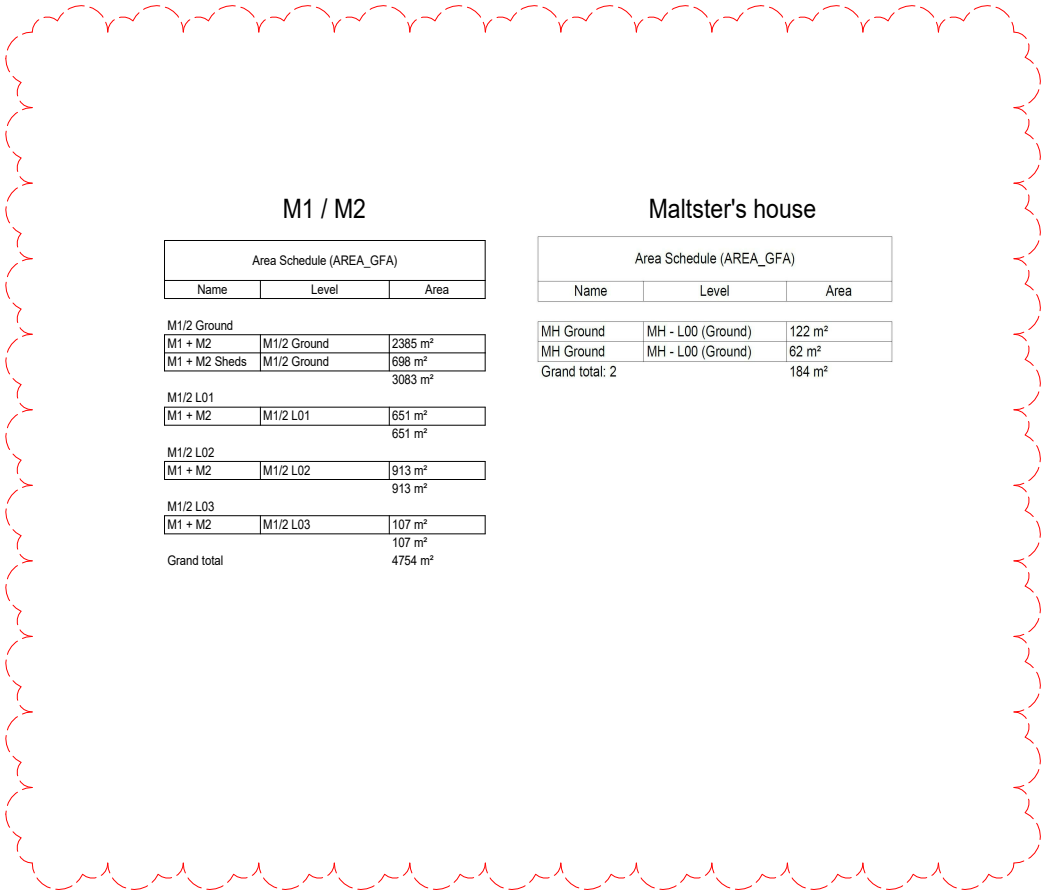 M1 / M2
Area Schedule (AREA_GFA)
Name Level Area
M1/2 Ground
M1 + M2 M1/2 Ground 2385 m²
M1 + M2 Sheds M1/2 Ground 698 m²
3083 m²
M1/2 L01
M1 + M2 M1/2 L01 651 m²
651 m²
M1/2 L02
M1 + M2 M1/2 L02 913 m²
913 m²
M1/2 L03
M1 + M2 M1/2 L03 107 m²
107 m²
Grand total 4754 m²
Maltster's house
Area Schedule (AREA_GFA)
Name Level Area
MH Ground MH - L00 (Ground) 122 m²
MH Ground MH - L00 (Ground) 62 m²
Grand total: 2 184 m²